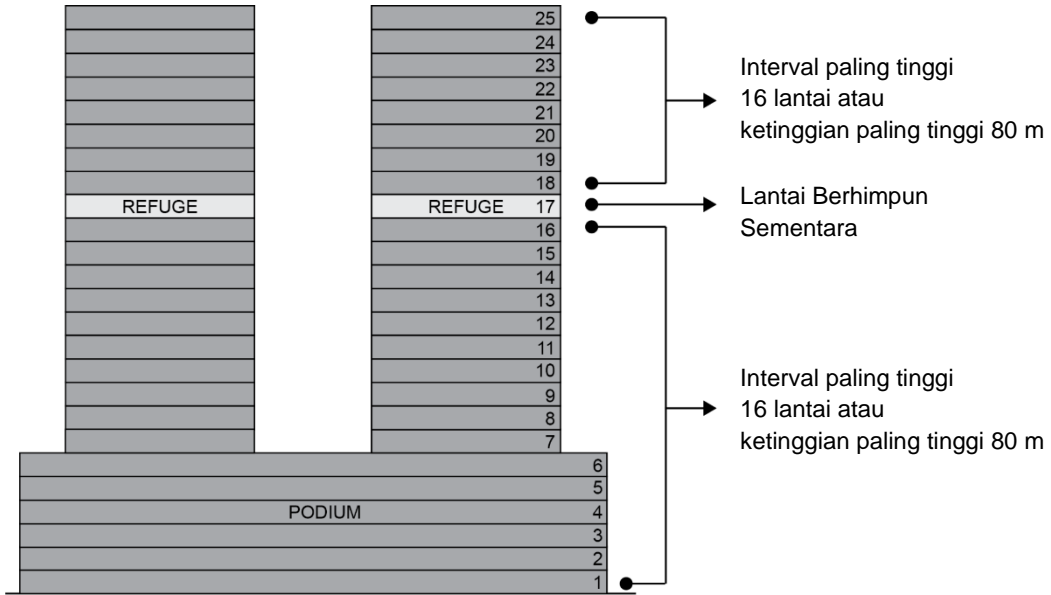 25
24
23
22
21
20
19
18
REFUGE
REFUGE 17
16
15
14
13
12
11
10
9
8
7
6
5
PODIUM 4
3
2
1
Interval paling tinggi
16 lantai atau
ketinggian paling tinggi 80 m
Lantai Berhimpun
Sementara
Interval paling tinggi
16 lantai atau
ketinggian paling tinggi 80 m